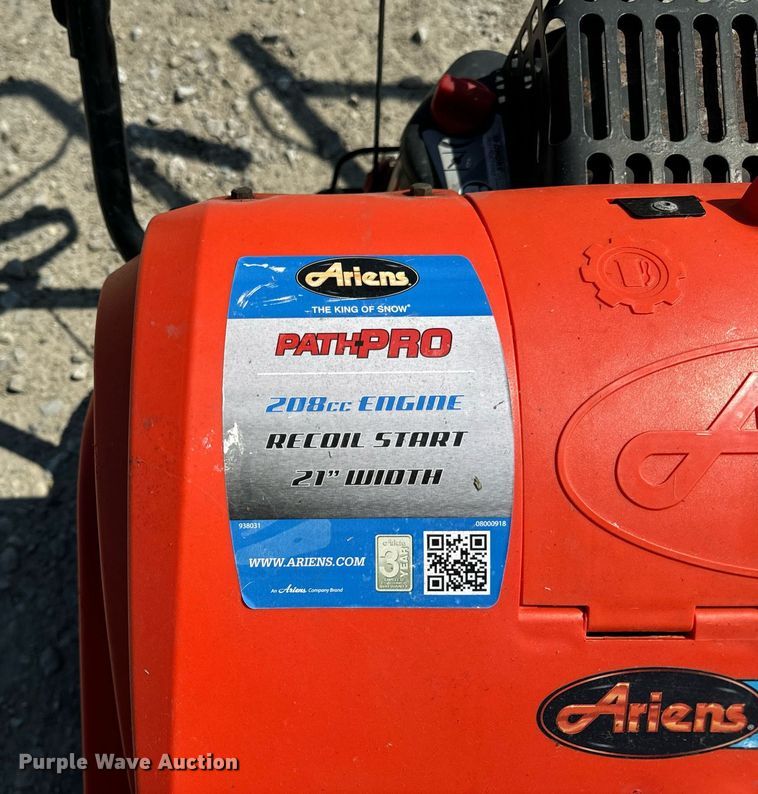 Ariens
THE KING OF SNOW®
PATH-PRO
208cc ENGINE
RECOIL START
21" WIDTH
938031 08000918
WWW.ARIENS.COM
3 YEAR
An Ariens Company Brand
Ariens
Purple Wave Auction